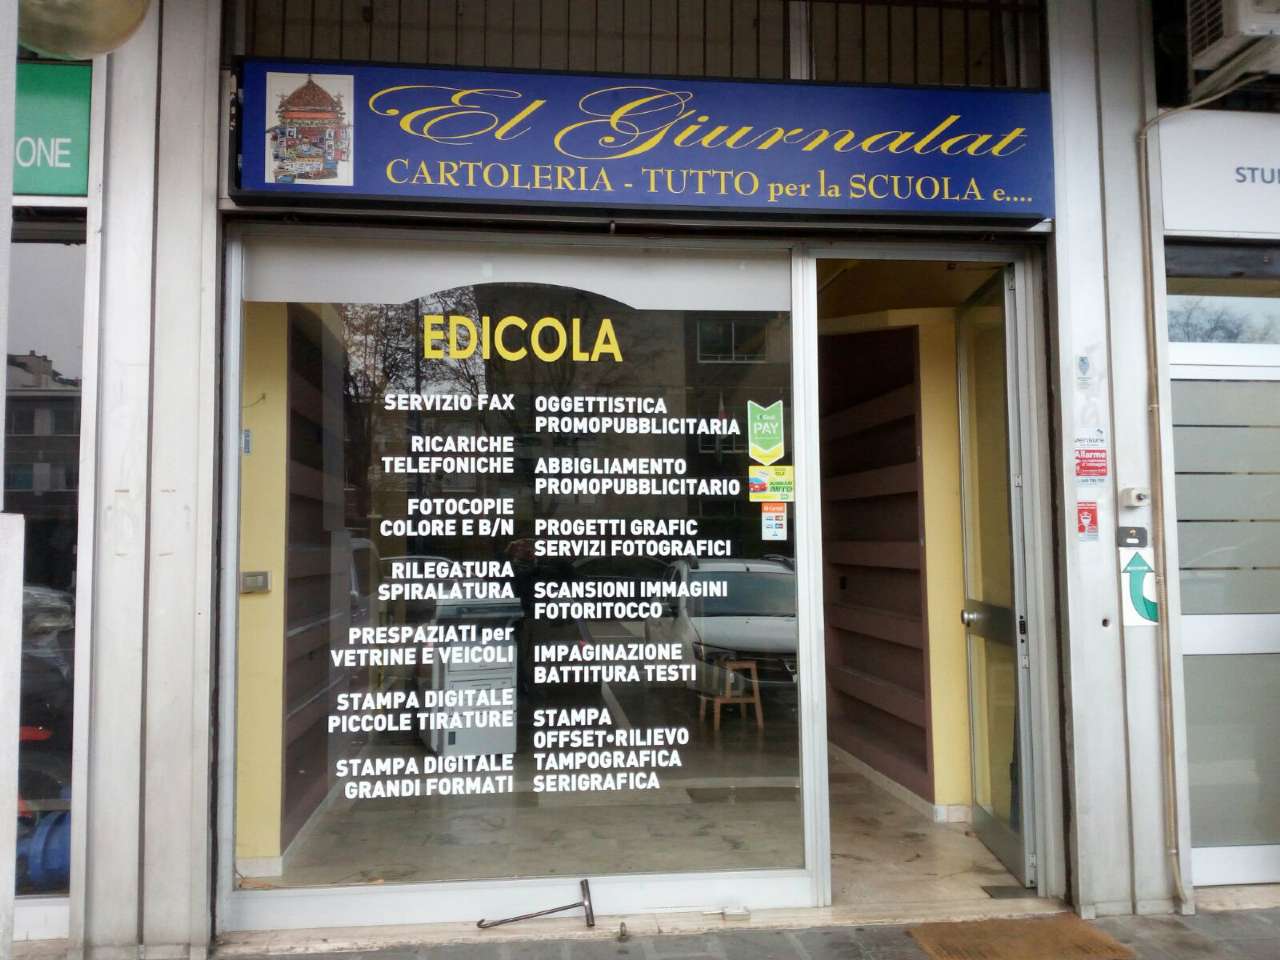 El Giurnalat
CARTOLERIA - TUTTO per la SCUOLA e....
ONE
STU
EDICOLA
SERVIZIO FAX
RICARICHE
TELEFONICHE
FOTOCOPIE
COLORE E B/N
RILEGATURA
SPIRALATURA
PRESPAZIATI per
VETRINE E VEICOLI
STAMPA DIGITALE
PICCOLE TIRATURE
STAMPA DIGITALE
GRANDI FORMATI
OGGETTISTICA
PROMOPUBBLICITARIA
ABBIGLIAMENTO
PROMOPUBBLICITARIO
PROGETTI GRAFIC
SERVIZI FOTOGRAFICI
SCANSIONI IMMAGINI
FOTORITOCCO
IMPAGINAZIONE
BATTITURA TESTI
STAMPA
OFFSET•RILIEVO
TAMPOGRAFICA
SERIGRAFICA
PAY
Allarme